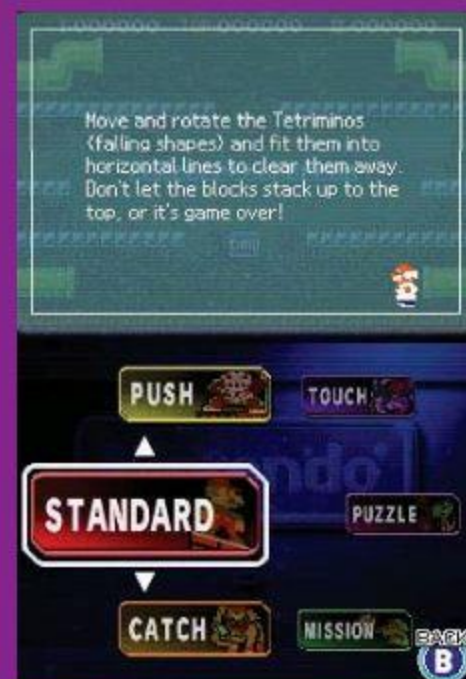 Move and rotate the Tetriminos
(falling shapes) and fit them into
horizontal lines to clear them away.
Don't let the blocks stack up to the
top, or it's game over!
PUSH
TOUCH
STANDARD
PUZZLE
CATCH
MISSION
BACK
B